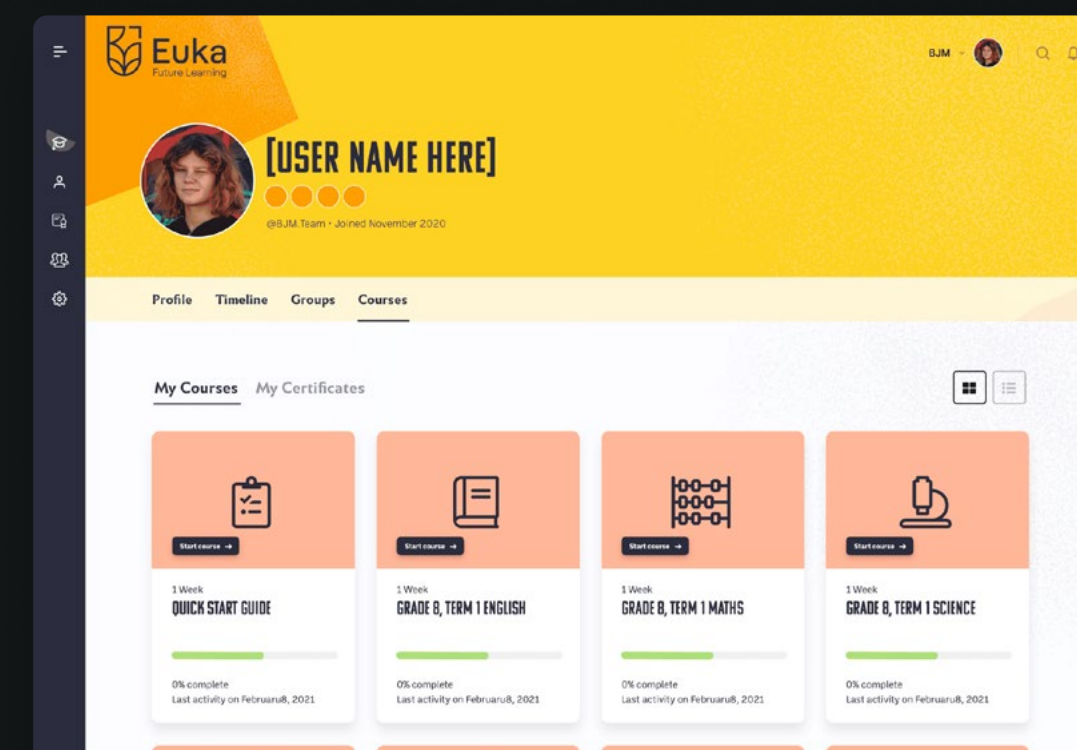 Euka
Future Learning
BJM
[USER NAME HERE]
@BJM.Team • Joined November 2020
Profile Timeline Groups Courses
My Courses My Certificates
Start course → Start course → Start course → Start course →
1 Week 1 Week 1 Week 1 Week
QUICK START GUIDE GRADE 8, TERM 1 ENGLISH GRADE 8, TERM 1 MATHS GRADE 8, TERM 1 SCIENCE
0% complete 0% complete 0% complete 0% complete
Last activity on Februaru8, 2021 Last activity on Februaru8, 2021 Last activity on Februaru8, 2021 Last activity on Februaru8, 2021